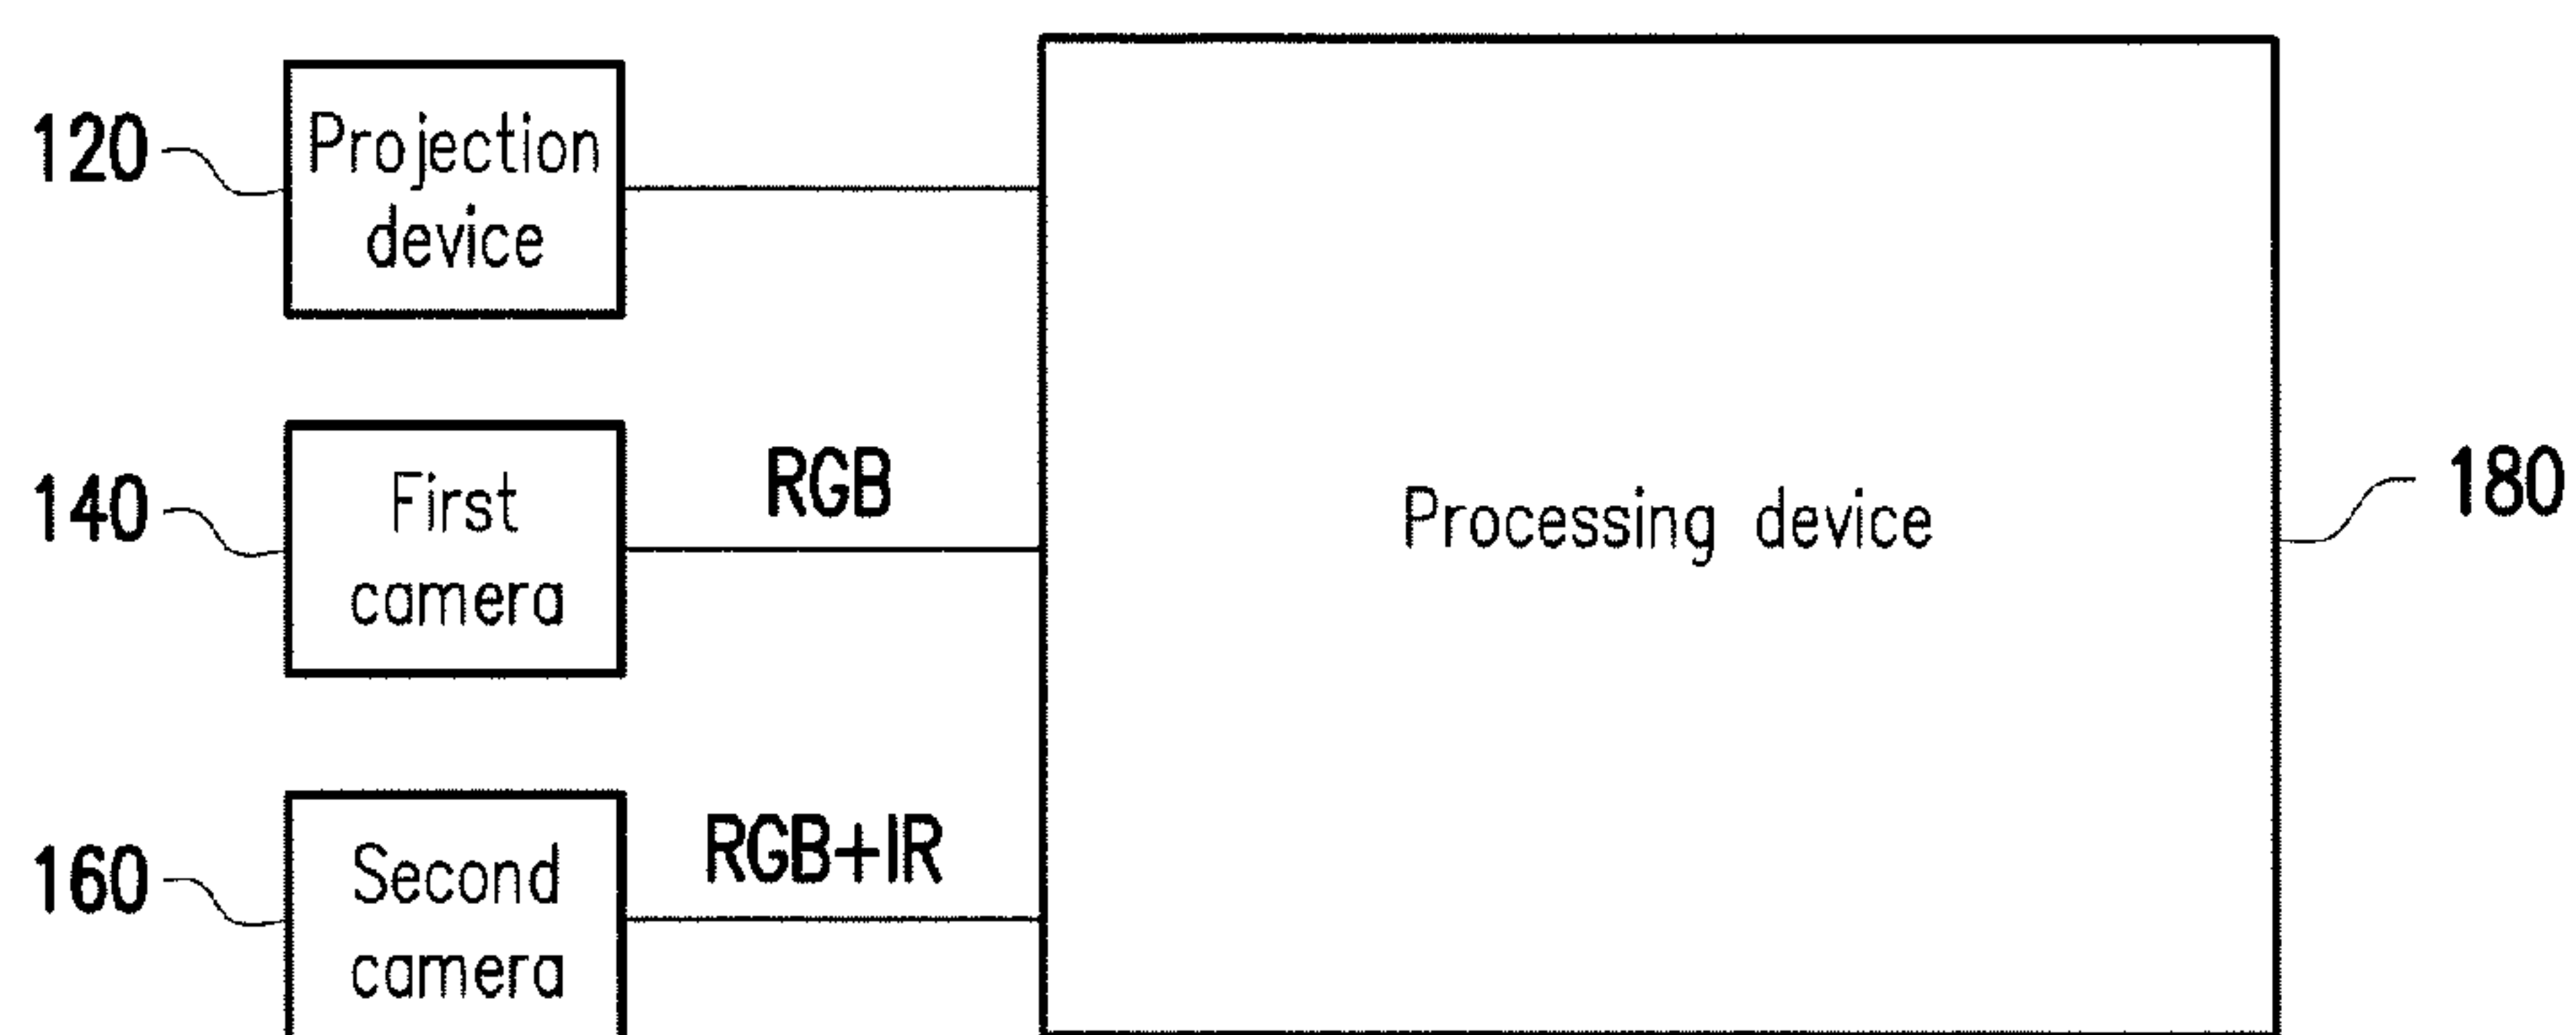 120
Projection
device
140
First
camera
RGB
Processing device
180
160
Second
camera
RGB+IR